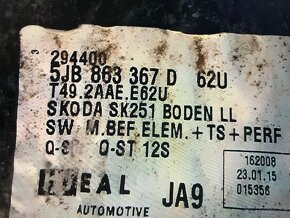 3
294400
5JB 863 367 D 62U
T49.2AAE.E62U
SKODA SK251 BODEN LL
SW M.BEF.ELEM.+TS+PERF
Q-ST 12S
162008
23.01.15
015356
JA9
AUTOMOTIVE